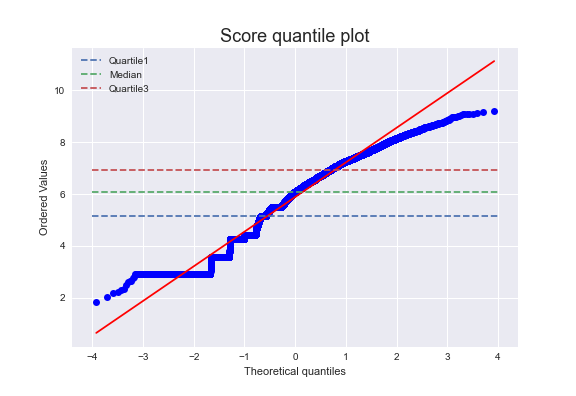 Score quantile plot
Quartile1
Median
Quartile3
Ordered Values
10
8
6
4
2
−4 −3 −2 −1 0 1 2 3 4
Theoretical quantiles